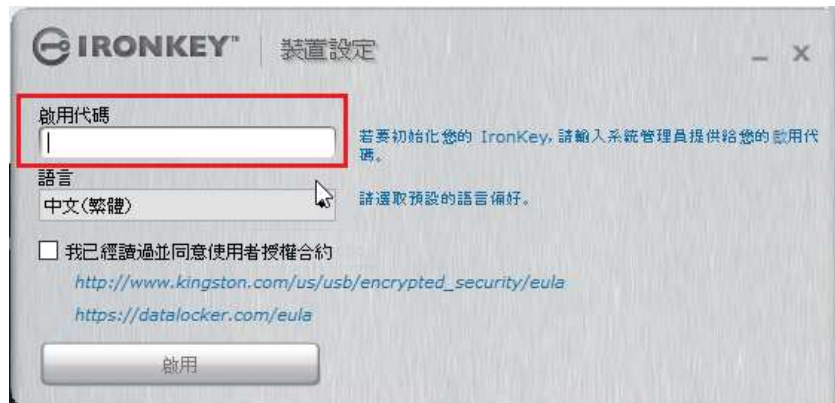 IRONKEY™ 裝置設定
啟用代碼
若要初始化您的 IronKey, 請輸入系統管理員提供給您的啟用代
碼。
語言
中文(繁體)
請選取預設的語言偏好。
我已經讀過並同意使用者授權合約
http://www.kingston.com/us/usb/encrypted_security/eula
https://datalocker.com/eula
啟用